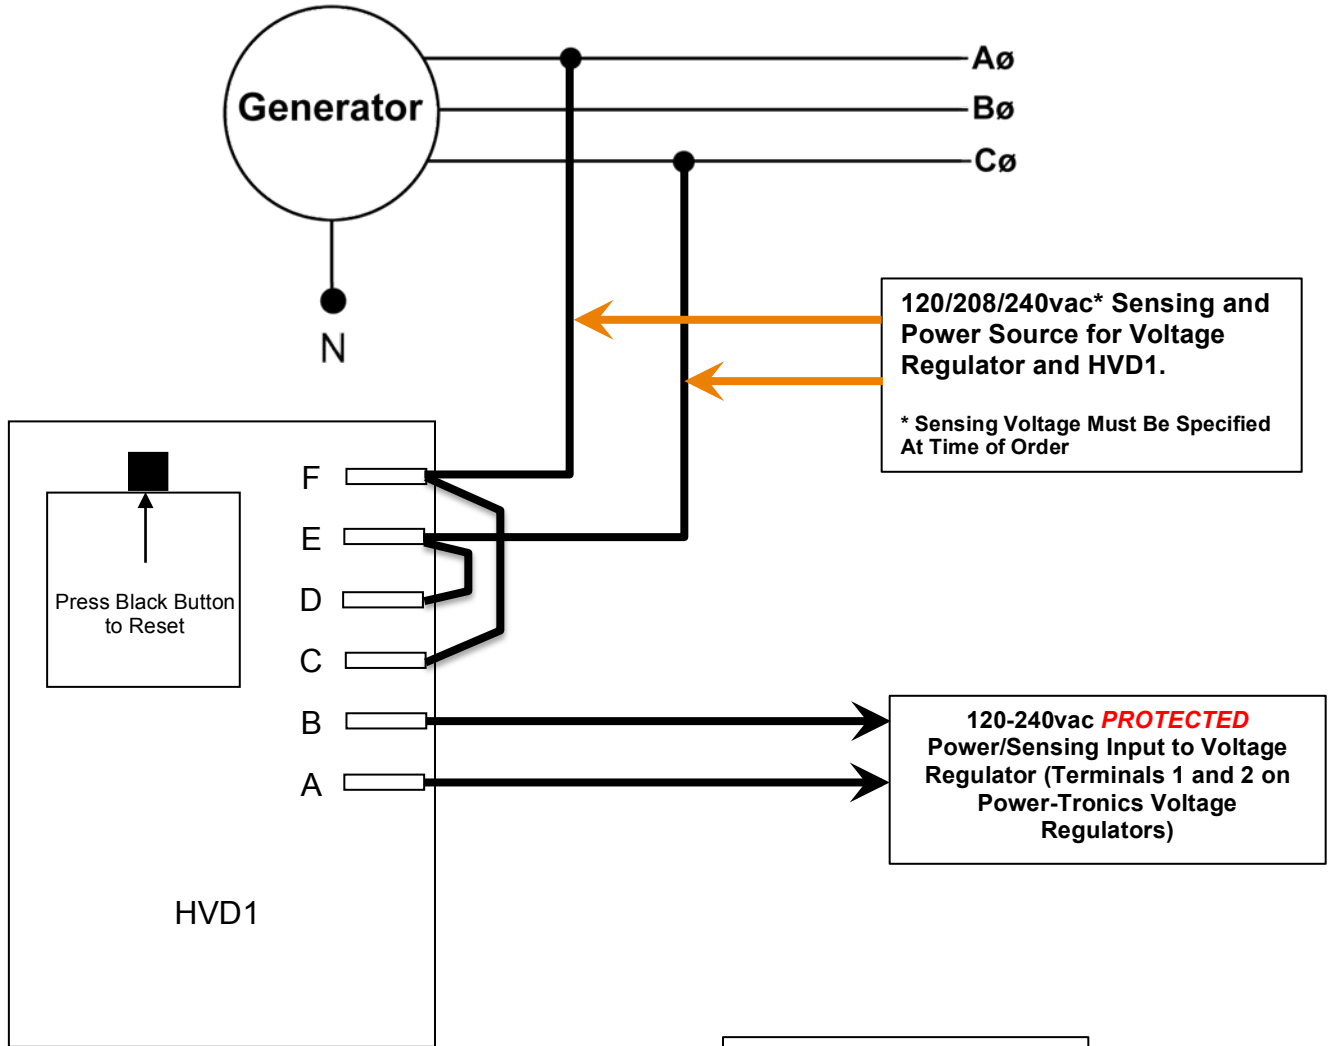 Generator
Aø
Bø
Cø
N
120/208/240vac* Sensing and
Power Source for Voltage
Regulator and HVD1.
* Sensing Voltage Must Be Specified
At Time of Order
F
E
D
C
B
A
Press Black Button
to Reset
120-240vac PROTECTED
Power/Sensing Input to Voltage
Regulator (Terminals 1 and 2 on
Power-Tronics Voltage
Regulators)
HVD1